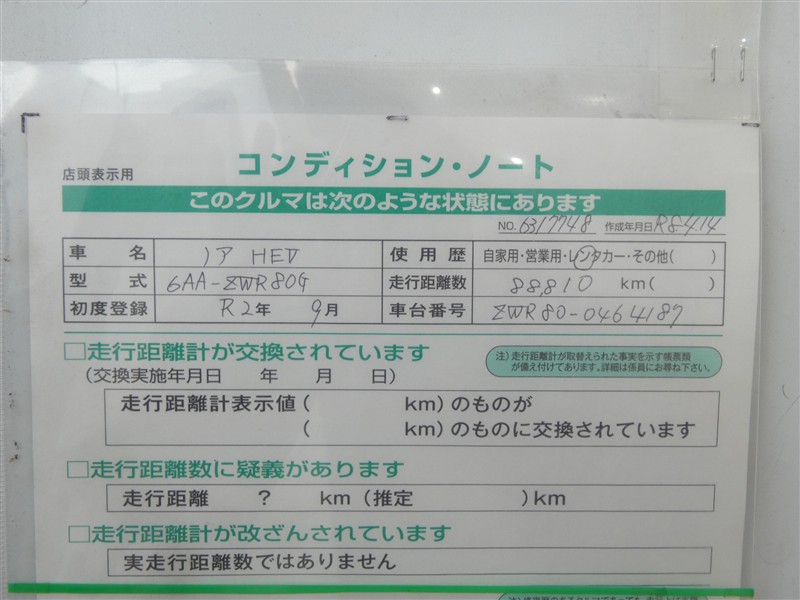 店頭表示用
コンディション・ノート
このクルマは次のような状態にあります
NO. 6317748 作成年月日 R8.4.14
車名 ノア HEV 使用歴 自家用・営業用・レンタカー・その他( )
型式 6AA-ZWR80G 走行距離数 88,810 km( )
初度登録 R2年 9月 車台番号 ZWR80-0464187
□走行距離計が交換されています
(交換実施年月日 年 月 日)
注)走行距離計が取替えられた事実を示す帳票類
が備え付けてあります。詳細は係員にお尋ね下さい。
走行距離計表示値( km)のものが
( km)のものに交換されています
□走行距離数に疑義があります
走行距離 ? km(推定 )km
□走行距離計が改ざんされています
実走行距離数ではありません